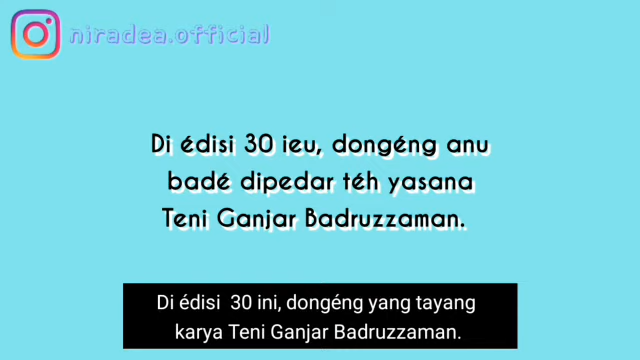 niradea.official
Di édisi 30 ieu, dongéng anu
badé dipedar téh yasana
Teni Ganjar Badruzzaman.
Di édisi 30 ini, dongéng yang tayang
karya Teni Ganjar Badruzzaman.